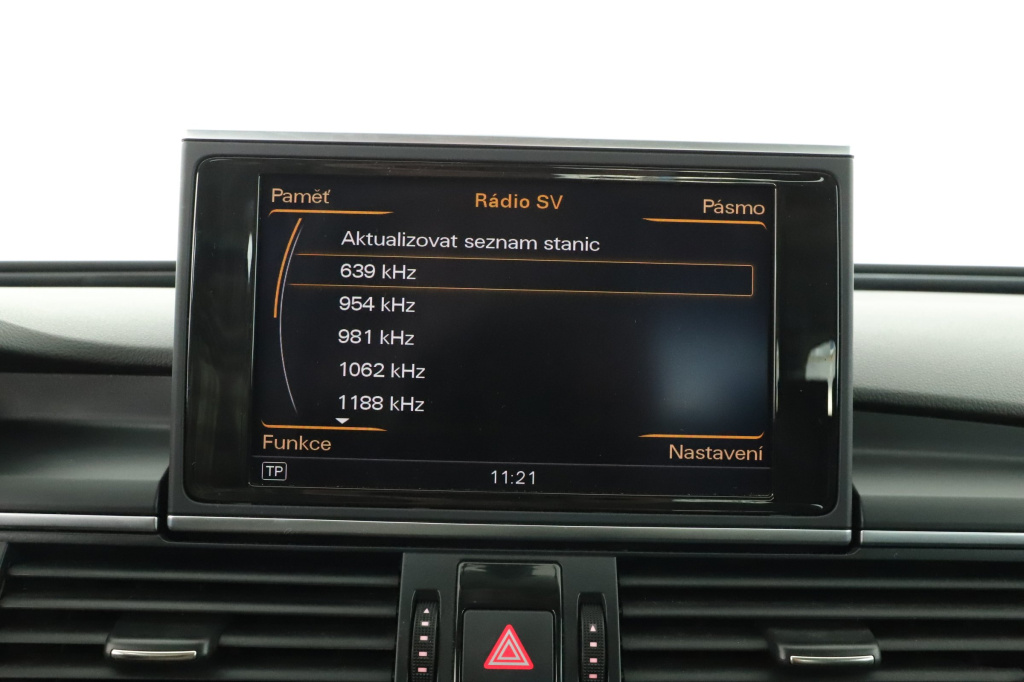 Paměť
Rádio SV
Pásmo
Aktualizovat seznam stanic
639 kHz
954 kHz
981 kHz
1062 kHz
1188 kHz
Funkce
Nastavení
TP
11:21